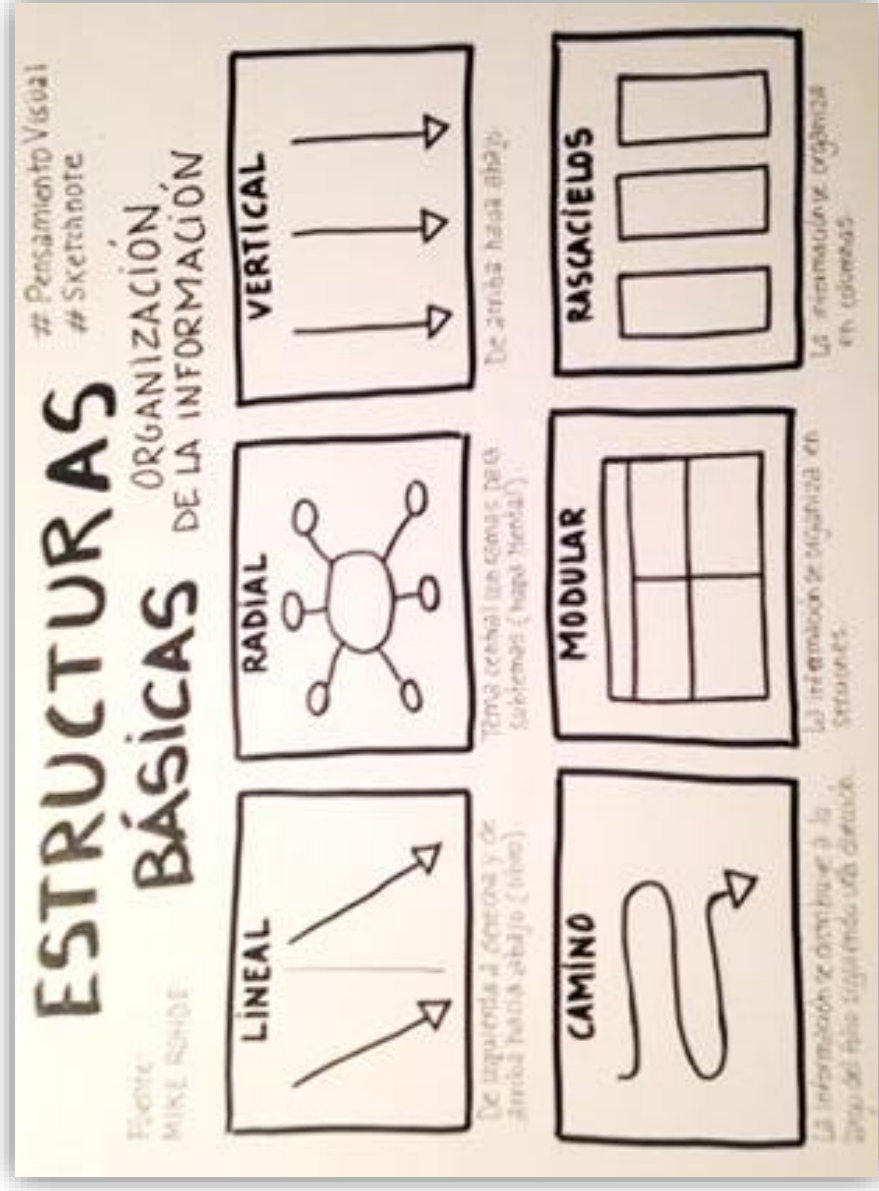 ESTRUCTURAS
BÁSICAS
# Pensamiento Visual
# Sketchnote
ORGANIZACIÓN
DE LA INFORMACIÓN
Fuente:
MIKE ROHDE
LINEAL
De izquierda a derecha y de
arriba hacia abajo (libro)
RADIAL
Tema central con ramas para
subtemas (Mapa Mental)
VERTICAL
De arriba hacia abajo
CAMINO
La información se distribuye a lo
largo del folio siguiendo una dirección
MODULAR
La información se organiza en
secciones
RASCACIELOS
La información se organiza
en columnas